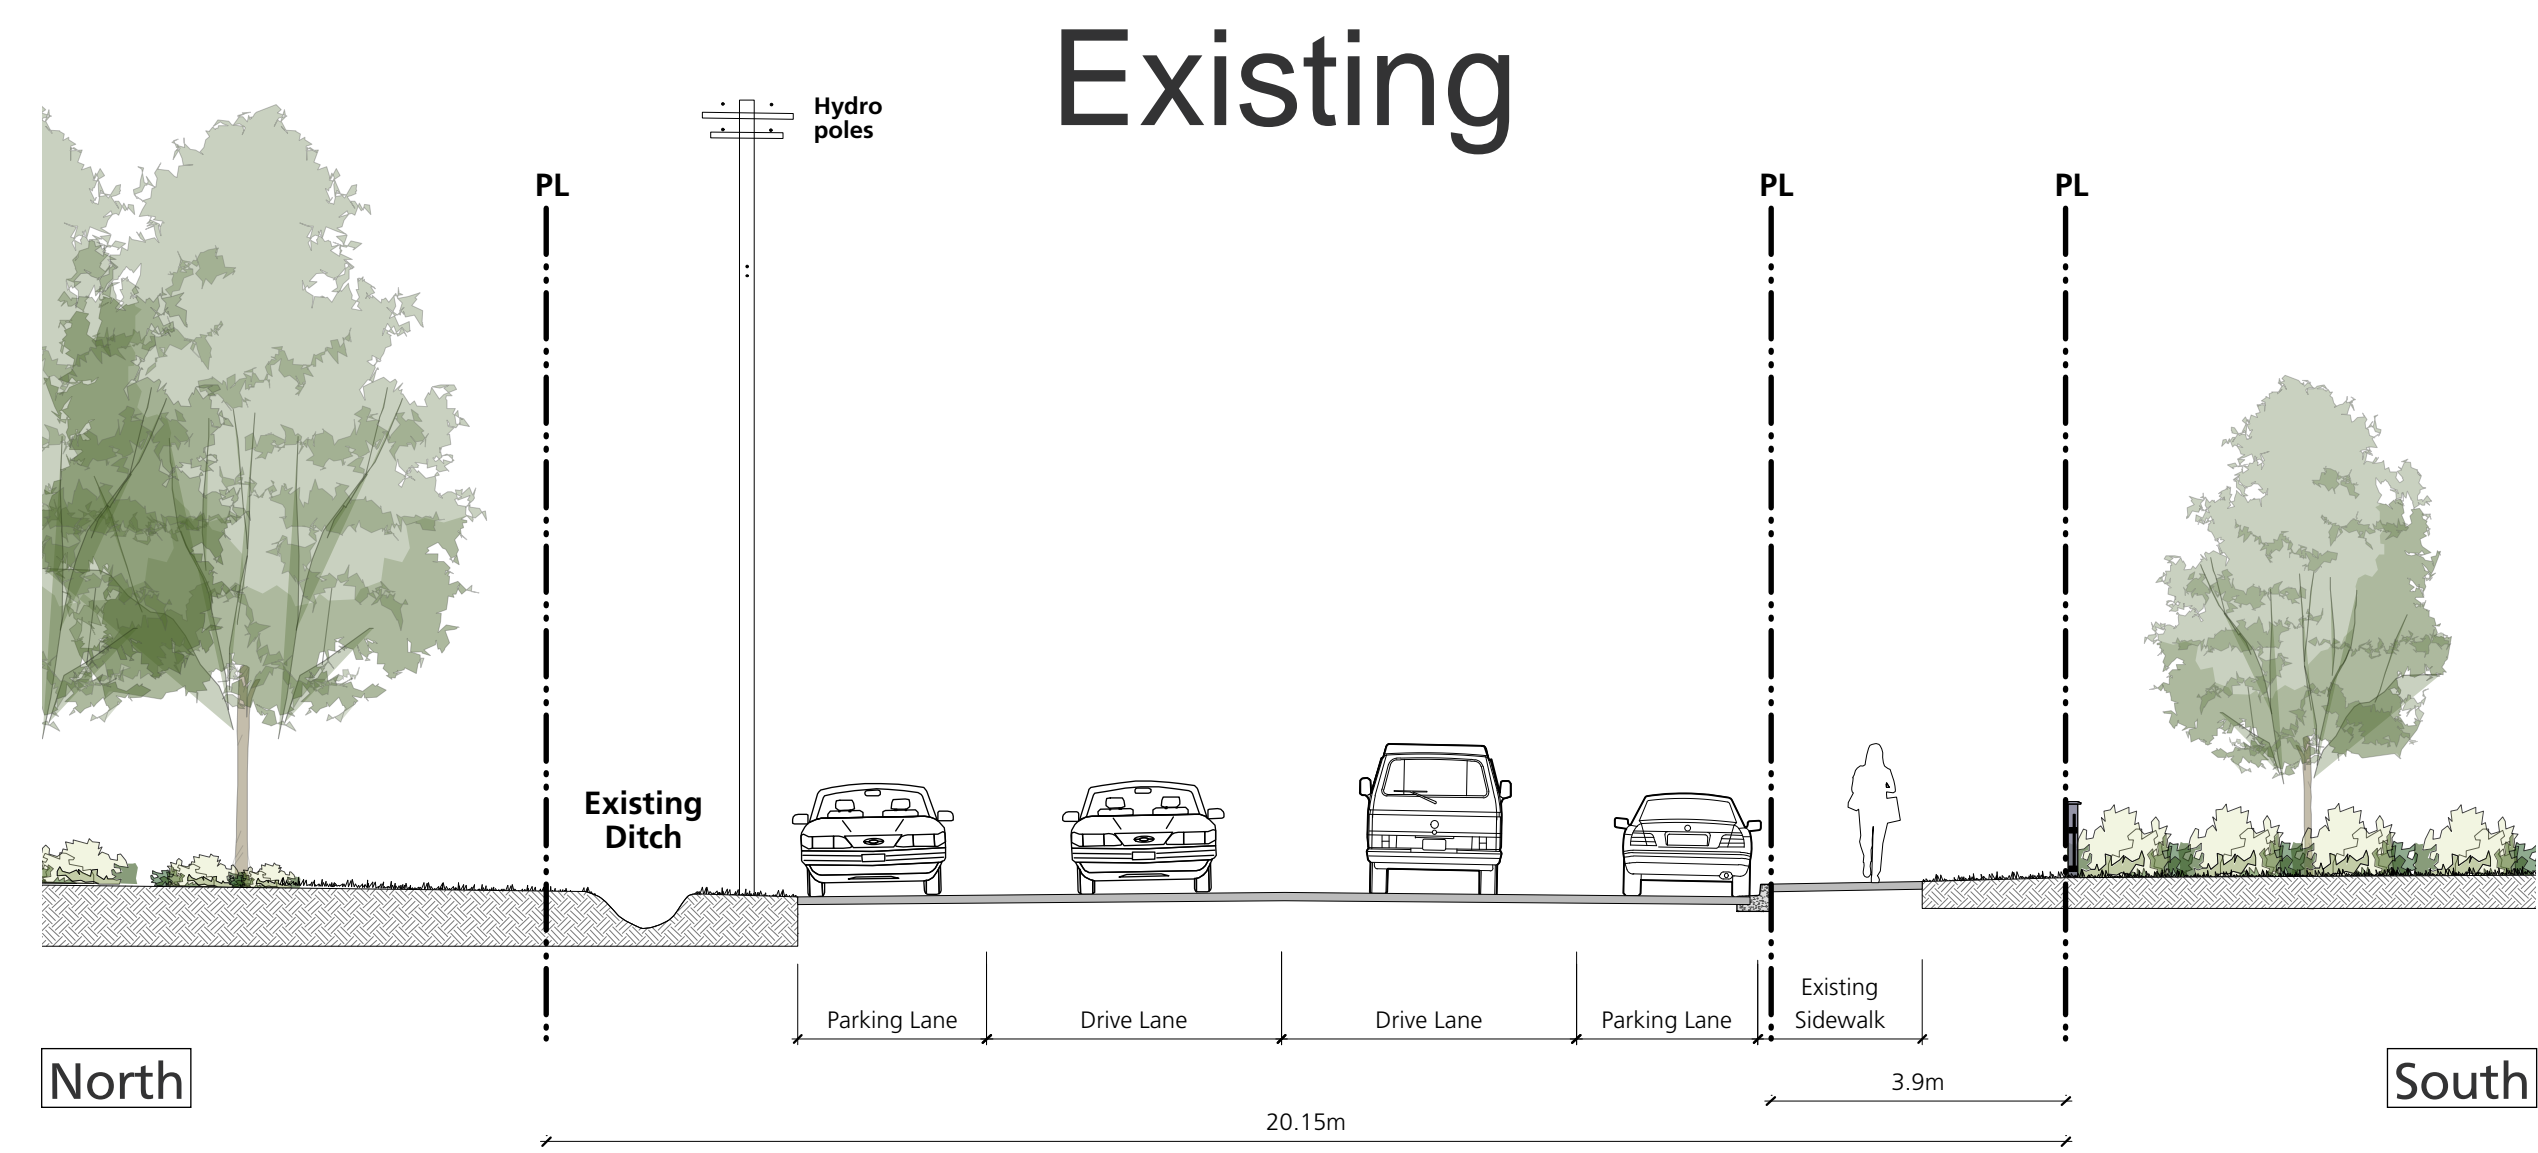 Existing
Hydro
poles
PL
PL
PL
Existing
Ditch
Parking Lane
Drive Lane
Drive Lane
Parking Lane
Existing
Sidewalk
North
South
3.9m
20.15m